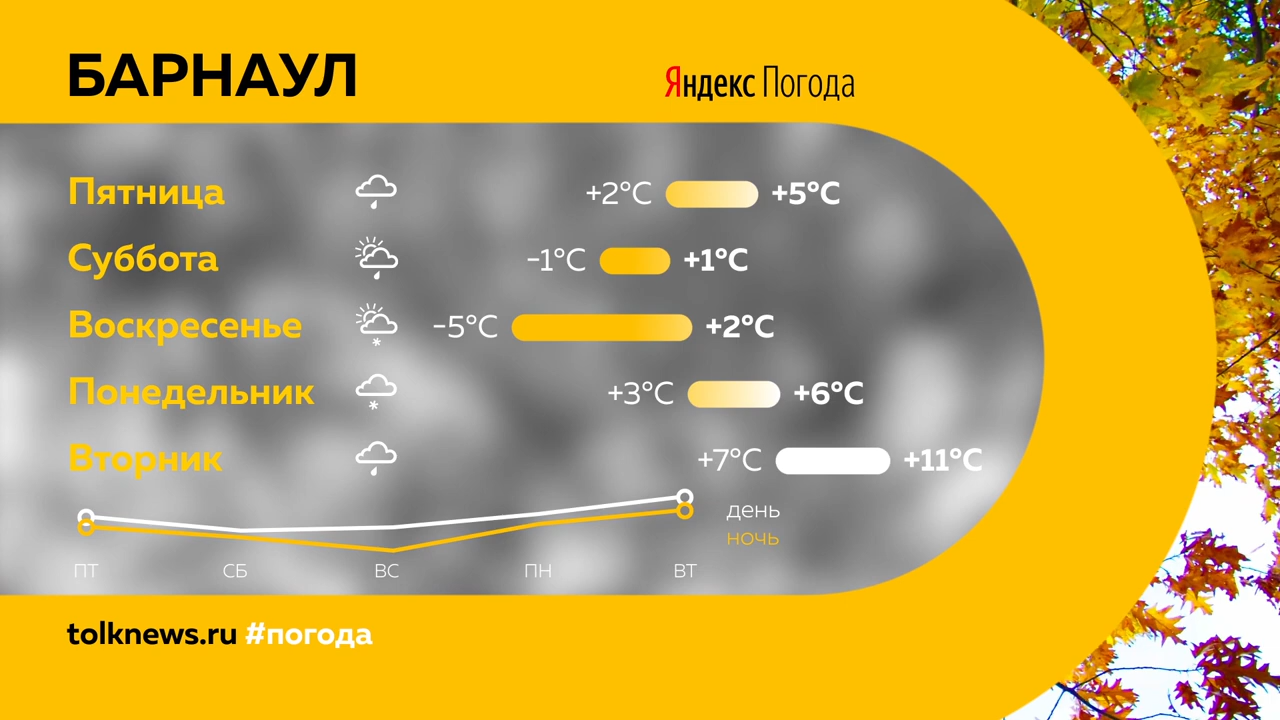 БАРНАУЛ
Яндекс Погода
Пятница +2°C +5°C
Суббота -1°C +1°C
Воскресенье -5°C +2°C
Понедельник +3°C +6°C
Вторник +7°C +11°C
день
ночь
ПТ СБ ВС ПН ВТ
tolknews.ru #погода